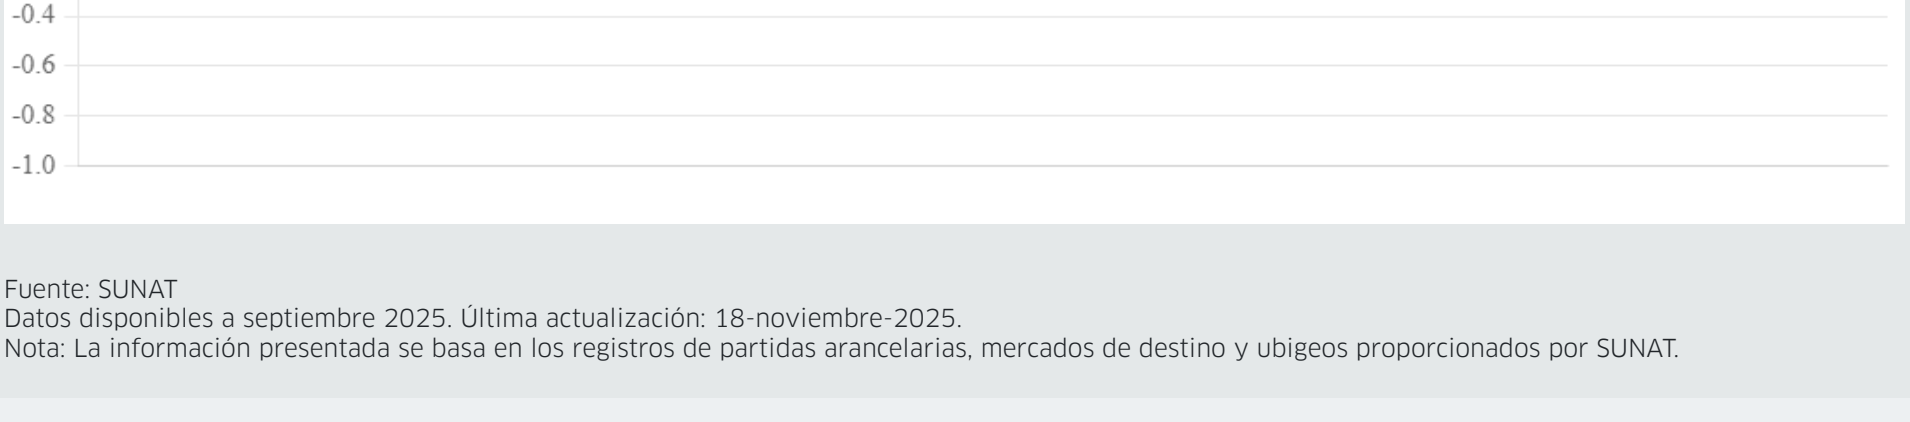 -0.4
-0.6
-0.8
-1.0
Fuente: SUNAT
Datos disponibles a septiembre 2025. Última actualización: 18-noviembre-2025.
Nota: La información presentada se basa en los registros de partidas arancelarias, mercados de destino y ubigeos proporcionados por SUNAT.